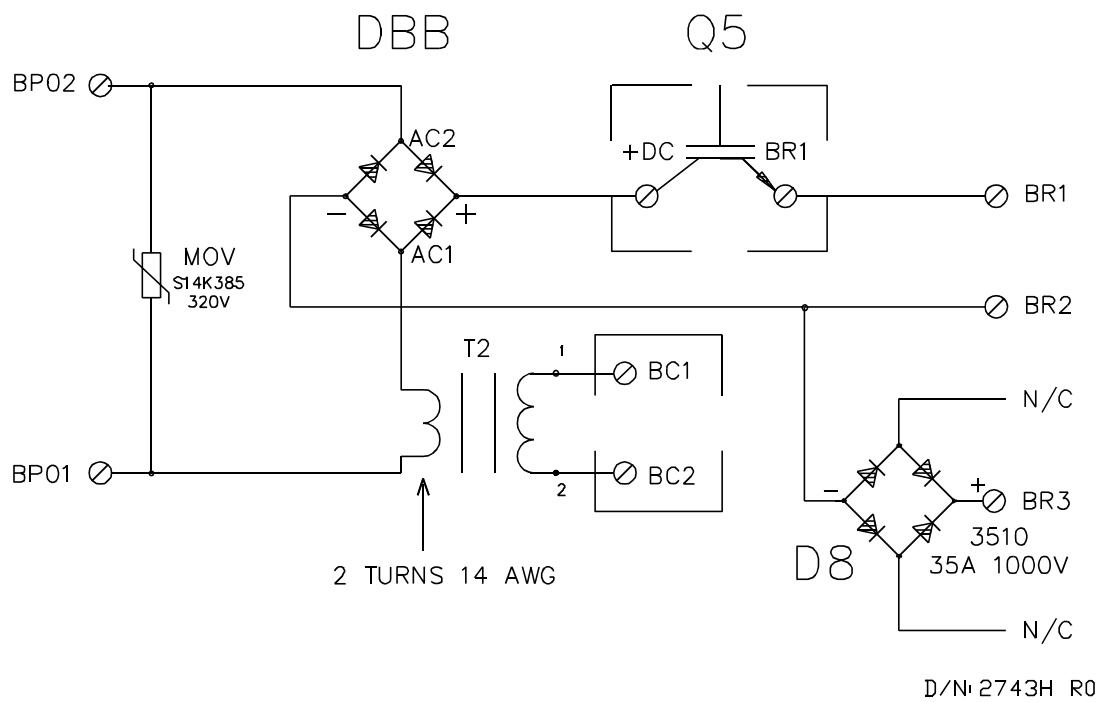 DBB
Q5
BP02
AC2
+DC
BR1
BR1
- +
AC1
MOV
S14K385
320V
BR2
T2
1
BC1
N/C
BP01
BC2
2
- +
BR3
3510
35A 1000V
D8
2 TURNS 14 AWG
N/C
D/N: 2743H R0